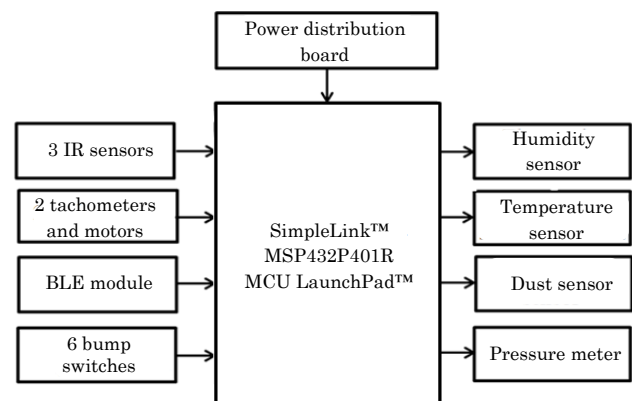 Power distribution
board
3 IR sensors
2 tachometers
and motors
BLE module
6 bump
switches
SimpleLink™
MSP432P401R
MCU LaunchPad™
Humidity
sensor
Temperature
sensor
Dust sensor
Pressure meter